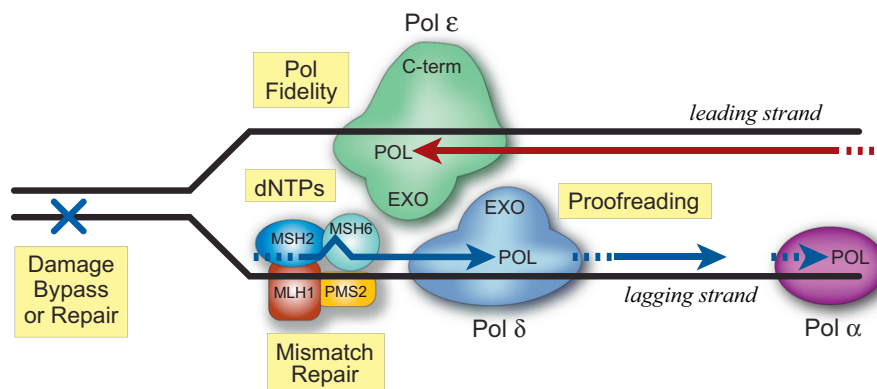 Pol ε
Pol
Fidelity
C-term
leading strand
POL
dNTPs
EXO
Proofreading
EXO
MSH2
MSH6
POL
POL
Damage
Bypass
or Repair
MLH1
PMS2
lagging strand
Pol δ
Pol α
Mismatch
Repair